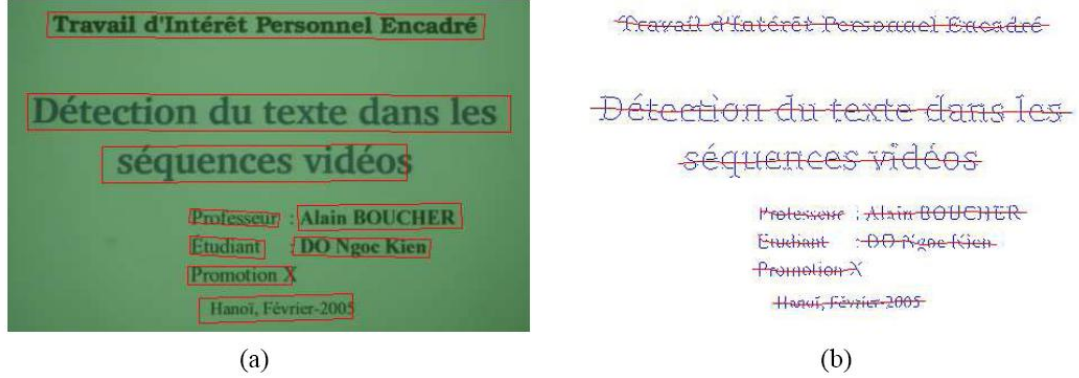 Travail d'Intérêt Personnel Encadré
Détection du texte dans les
séquences vidéos
Professeur : Alain BOUCHER
Étudiant : DO Ngoc Kien
Promotion X
Hanoï, Février-2005
(a)
Travail d'Intérêt Personnel Encadré
Détection du texte dans les
séquences vidéos
Professeur : Alain BOUCHER
Étudiant : DO Ngoc Kien
Promotion X
Hanoï, Février-2005
(b)